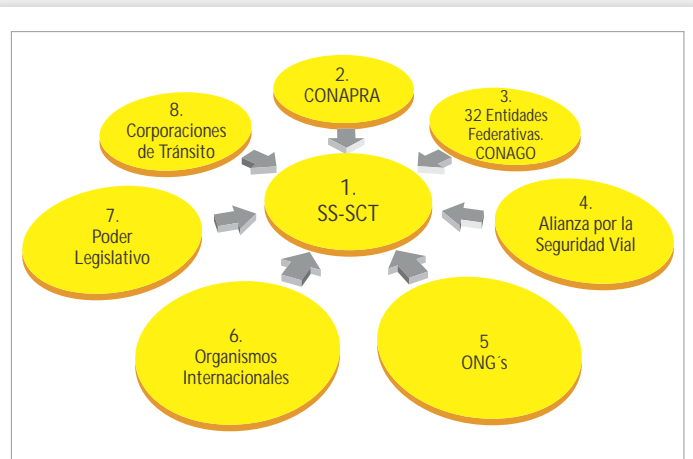 1.
SS-SCT
2.
CONAPRA
3.
32 Entidades
Federativas.
CONAGO
4.
Alianza por la
Seguridad Vial
5
ONG´s
6.
Organismos
Internacionales
7.
Poder
Legislativo
8.
Corporaciones
de Tránsito